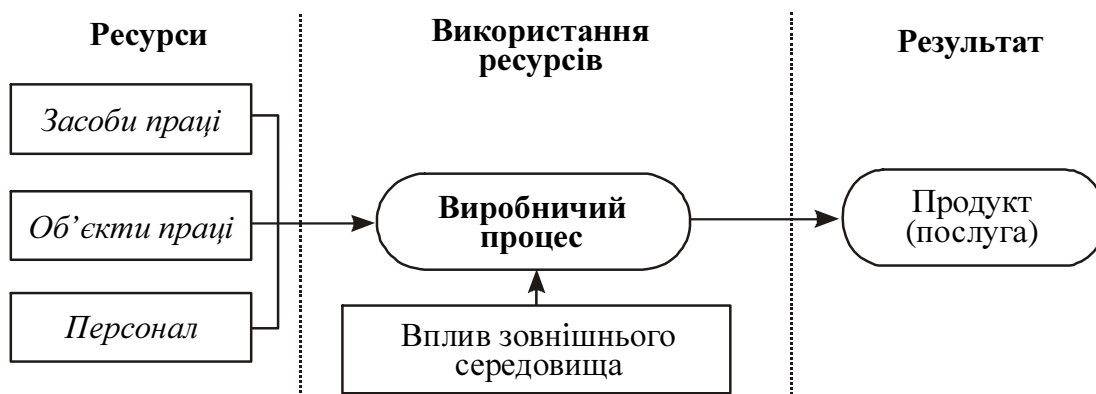 Ресурси
Використання
ресурсів
Результат
Засоби праці
Об’єкти праці
Персонал
Виробничий
процес
Вплив зовнішнього
середовища
Продукт
(послуга)